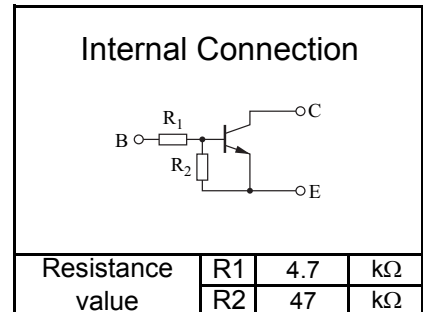 Internal Connection
R1
C
B
R2
E
Resistance value R1 4.7 kΩ
R2 47 kΩ